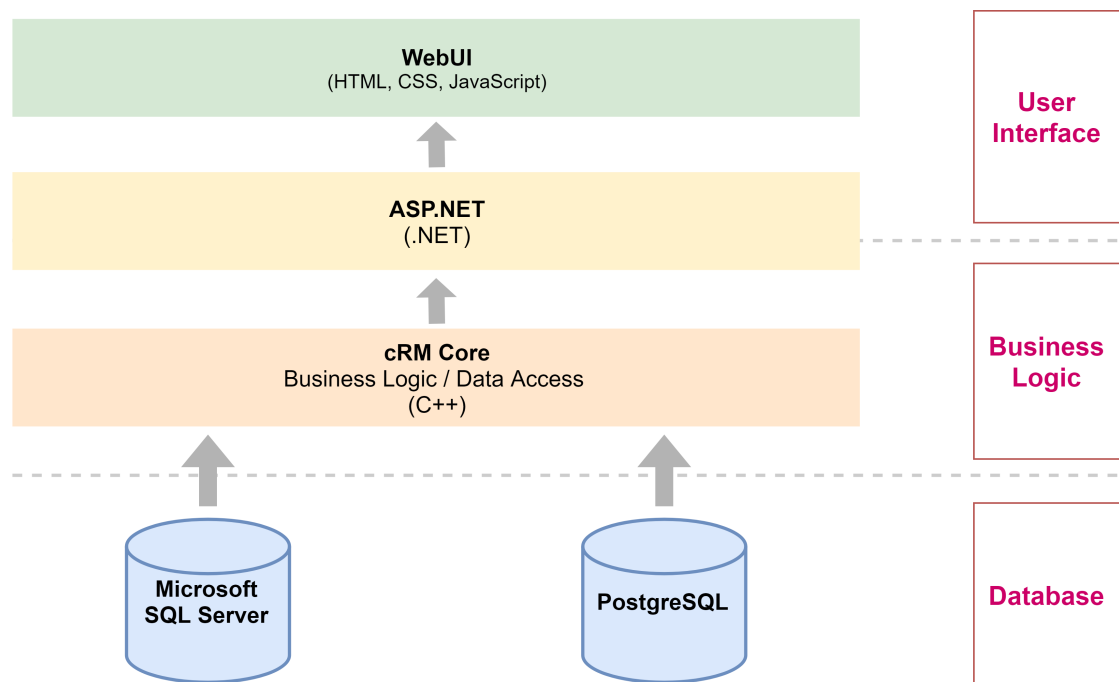 WebUI
(HTML, CSS, JavaScript)
User
Interface
ASP.NET
(.NET)
cRM Core
Business Logic / Data Access
(C++)
Business
Logic
Microsoft
SQL Server
PostgreSQL
Database